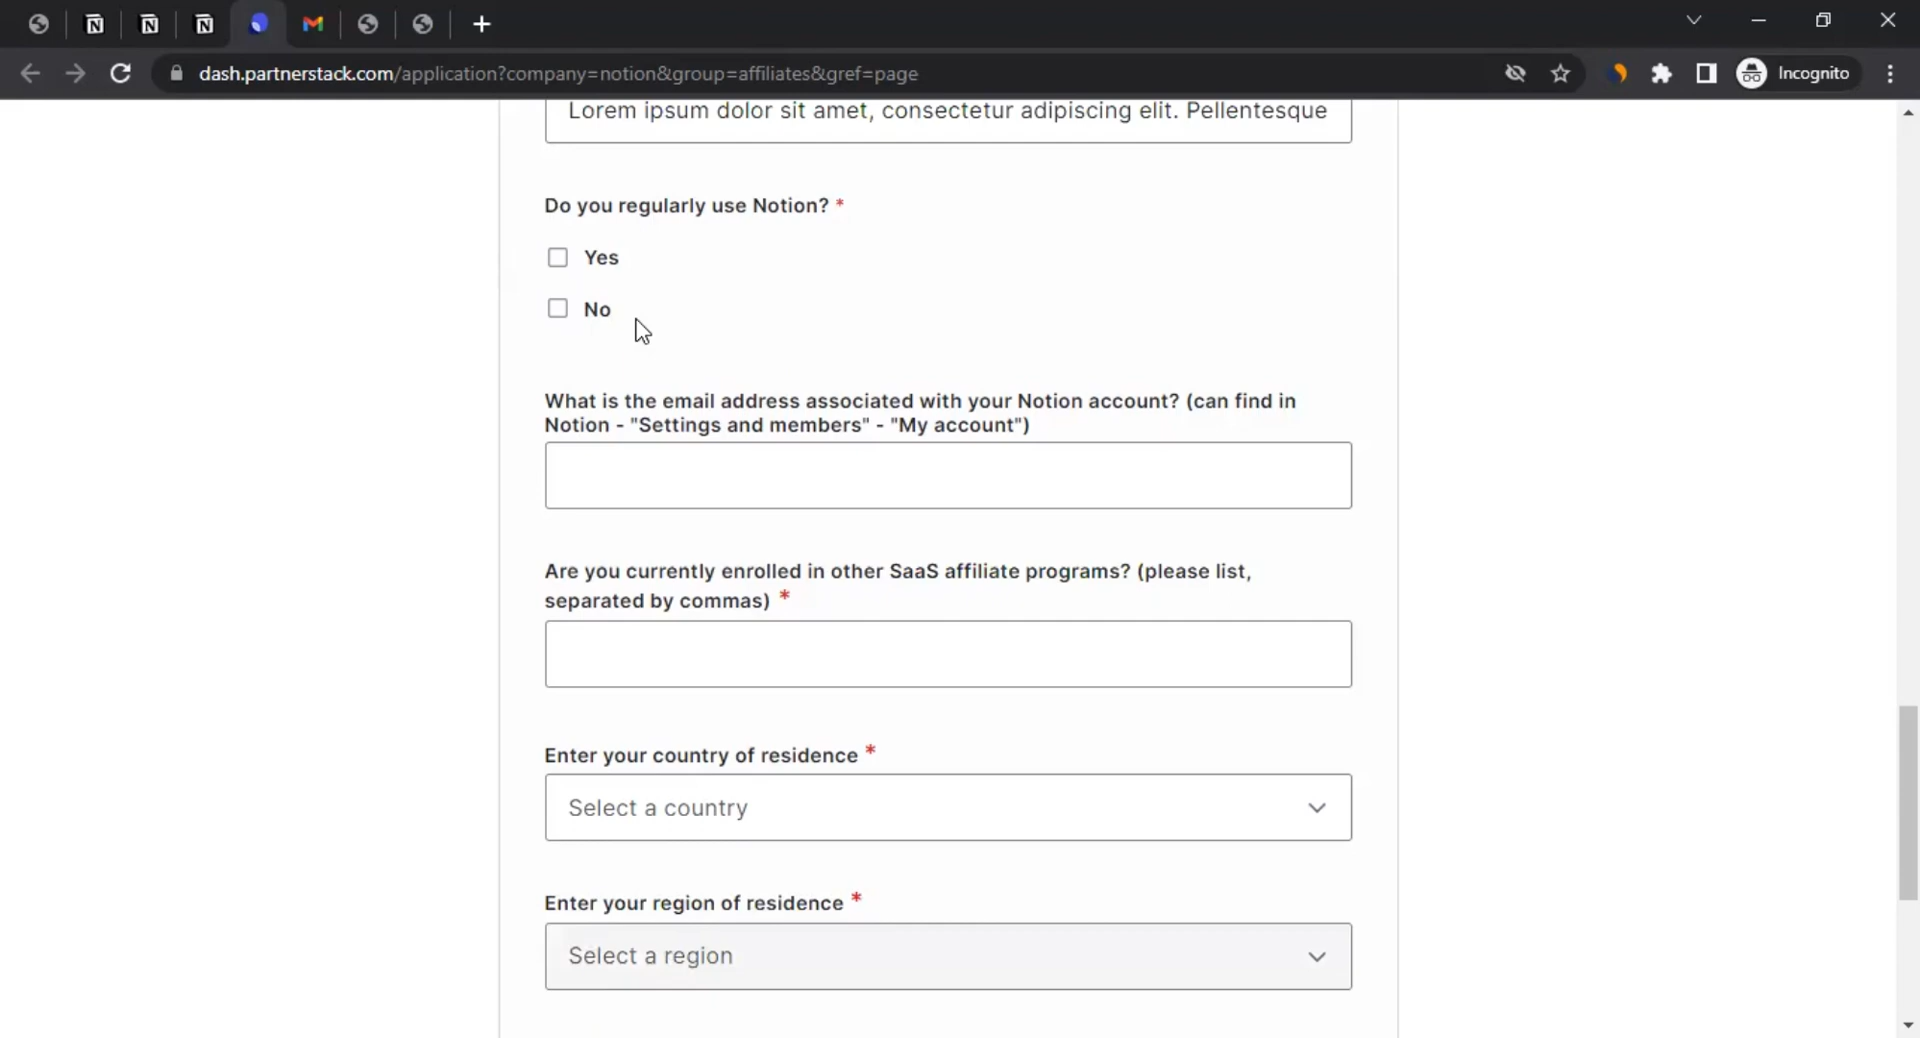 dash.partnerstack.com/application?company=notion&group=affiliates&gref=page
Incognito
Lorem ipsum dolor sit amet, consectetur adipiscing elit. Pellentesque
Do you regularly use Notion? *
Yes
No
What is the email address associated with your Notion account? (can find in
Notion - "Settings and members" - "My account")
Are you currently enrolled in other SaaS affiliate programs? (please list,
separated by commas) *
Enter your country of residence *
Select a country
Enter your region of residence *
Select a region